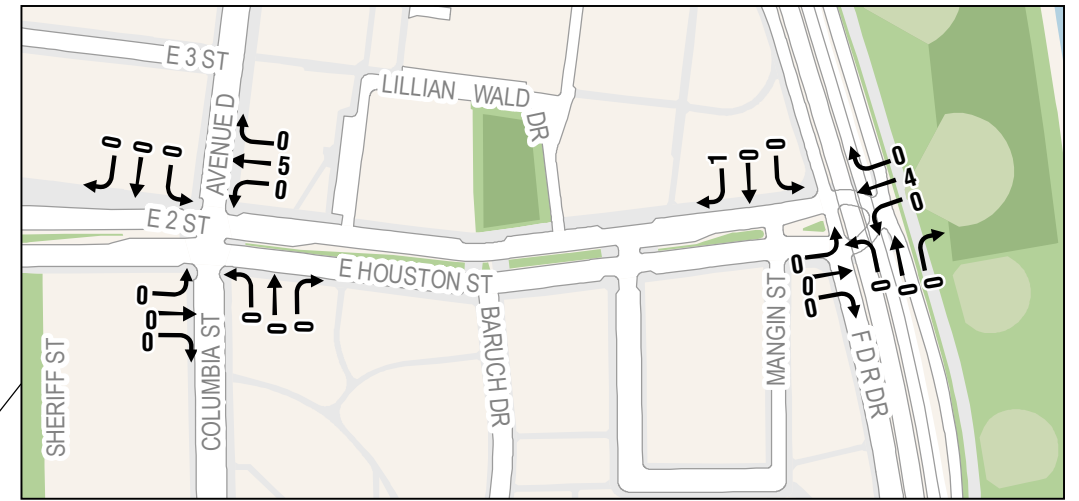 E 3 ST
AVENUE D
LILLIAN WALD DR
0
5
0
0 0 0
1 0 0
0
4
0
E 2 ST
E HOUSTON ST
0
0
0
0 0 0
0
0
0
0 0 0
SHERIFF ST
COLUMBIA ST
BARUCH DR
MANGIN ST
F D R DR